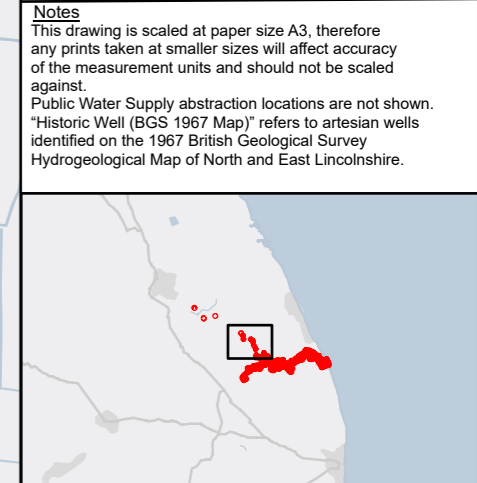 Notes
This drawing is scaled at paper size A3, therefore
any prints taken at smaller sizes will affect accuracy
of the measurement units and should not be scaled
against.
Public Water Supply abstraction locations are not shown.
“Historic Well (BGS 1967 Map)” refers to artesian wells
identified on the 1967 British Geological Survey
Hydrogeological Map of North and East Lincolnshire.